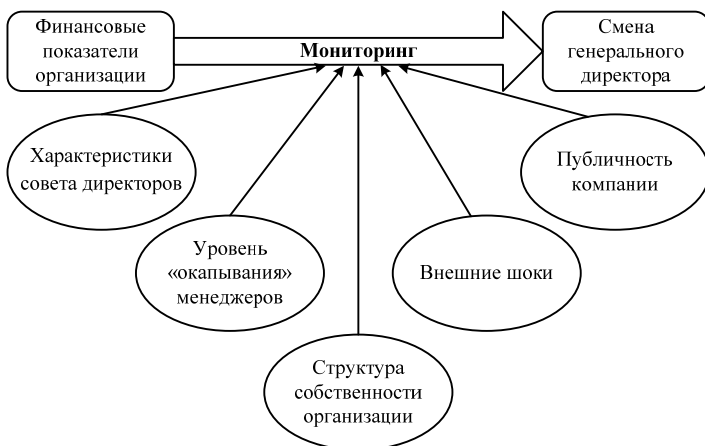 Финансовые
показатели
организации
Мониторинг
Смена
генерального
директора
Характеристики
совета директоров
Публичность
компании
Уровень
«окапывания»
менеджеров
Внешние шоки
Структура
собственности
организации